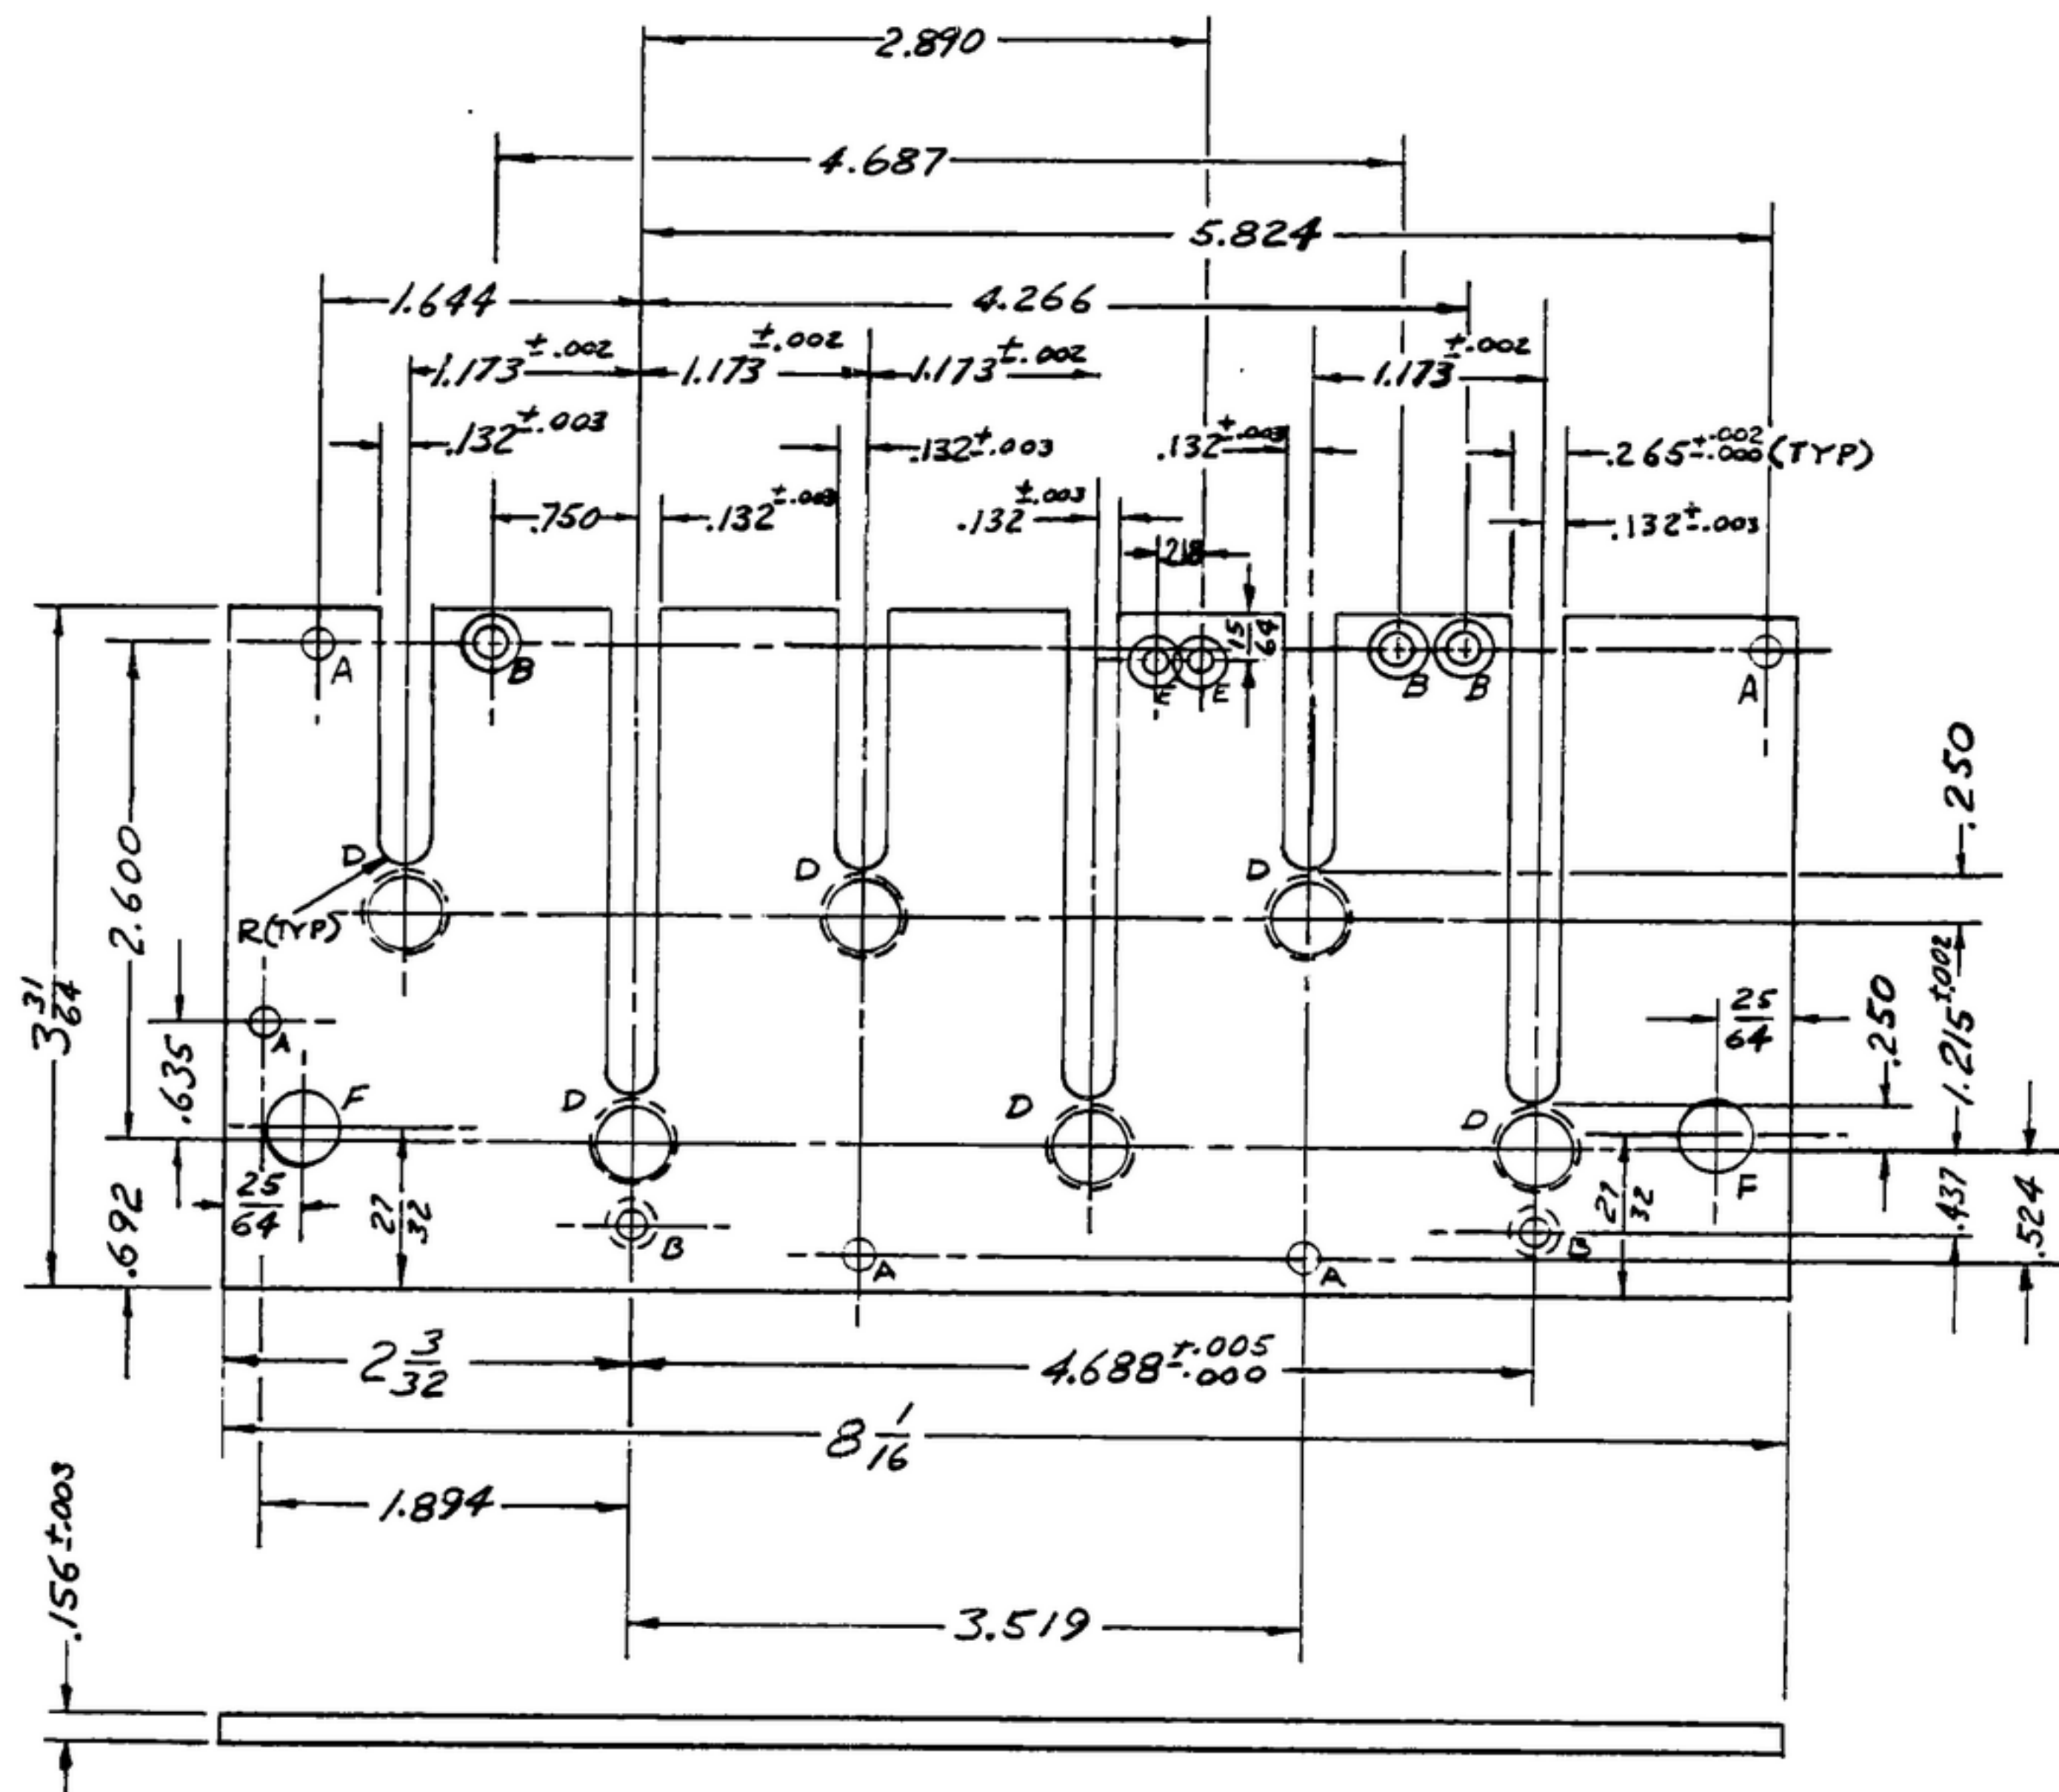 2.890
4.687
5.824
1.644 4.266
1.173 ±.002 1.173 ±.002 1.173 ±.002 1.173 ±.002
.132 ±.003 .132 ±.003 .132 ±.003 .265 +.002 -.000 (TYP)
.750 .132 ±.003 .132 ±.003 .132 ±.003
.218
15/64
A B E E B B A
.250
D D D
2.600
R(TYP)
3 31/64
1.215 ±.002
25/64
.250
A
.635
F
D D D
F
25/64
27/32
27/32
.692
.437
.524
B B
A A
2 3/32 4.688 +.005 -.000
8 1/16
1.894
.156 ±.003
3.519